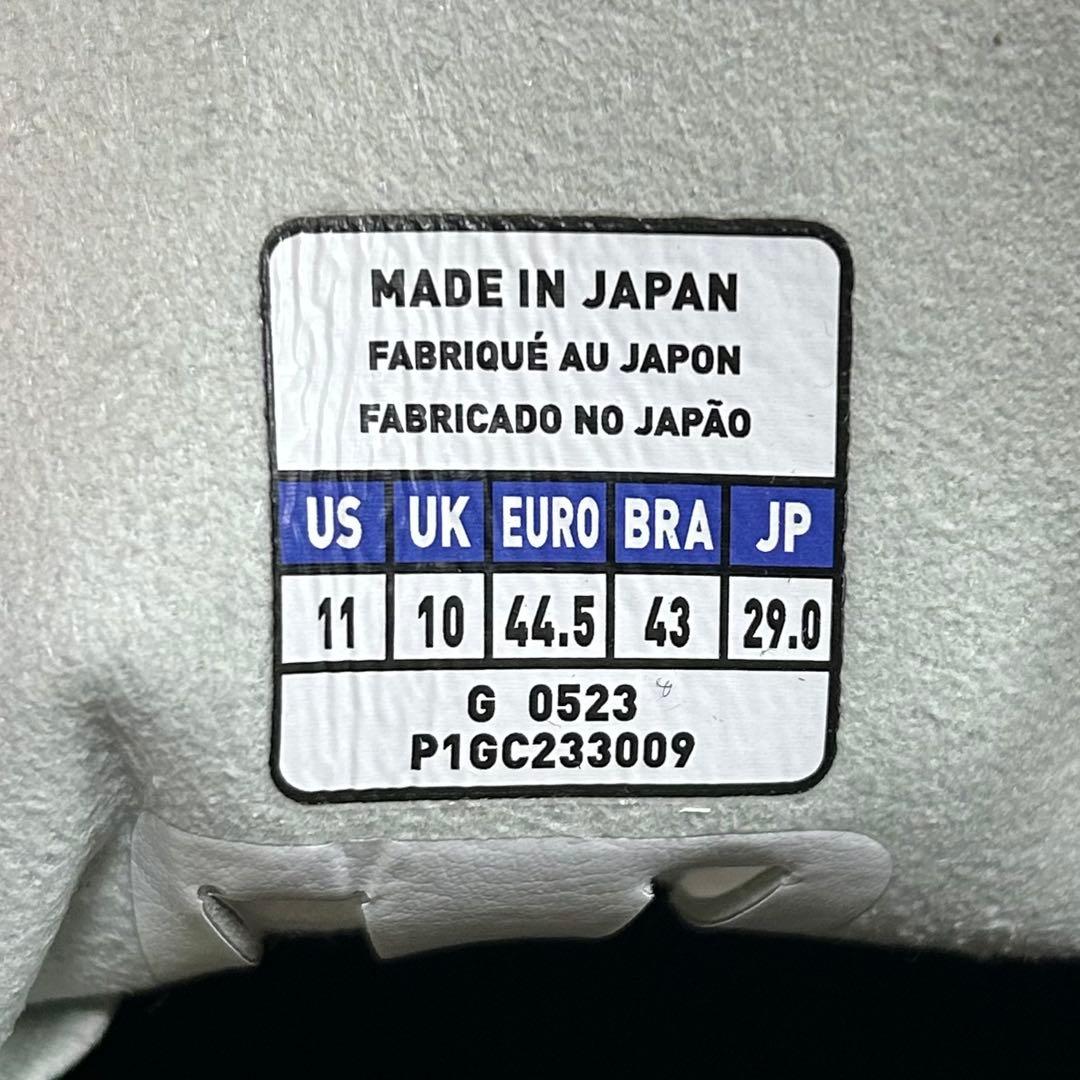 MADE IN JAPAN
FABRIQUÉ AU JAPON
FABRICADO NO JAPÃO
US UK EURO BRA JP
11 10 44.5 43 29.0
G 0523
P1GC233009